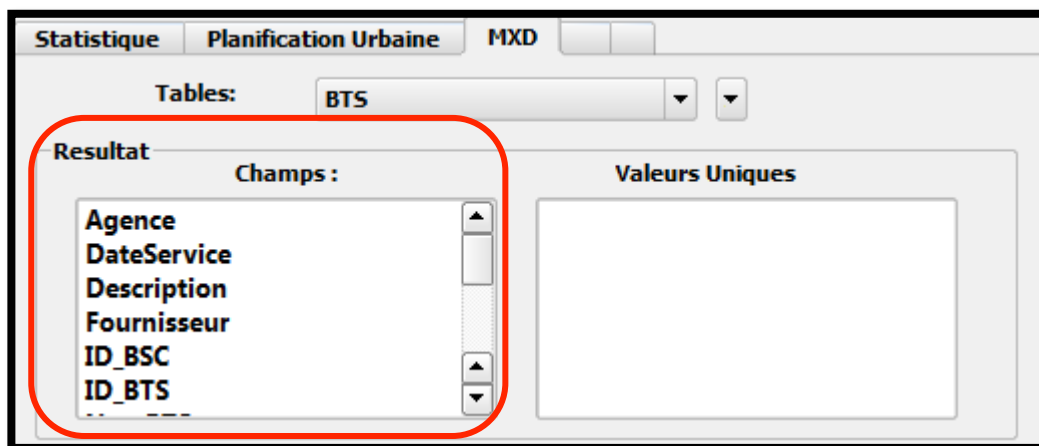 Statistique Planification Urbaine MXD
Tables: BTS
Resultat
Champs : Valeurs Uniques
Agence
DateService
Description
Fournisseur
ID_BSC
ID_BTS